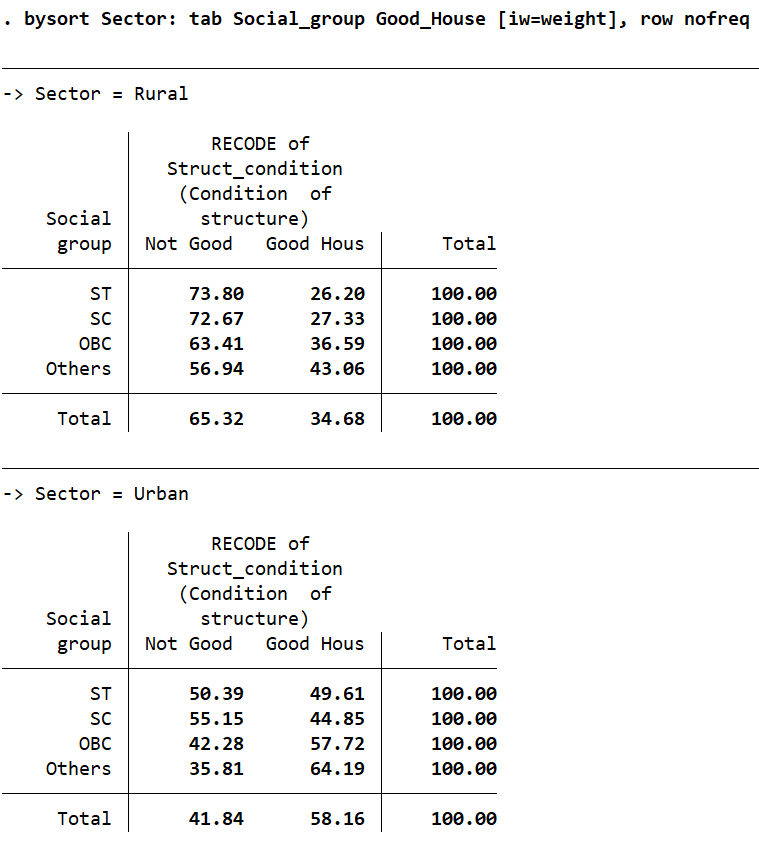 . bysort Sector: tab Social_group Good_House [iw=weight], row nofreq
-> Sector = Rural
RECODE of
Struct_condition
(Condition  of
Social structure)
group Not Good  Good Hous Total
ST 73.80 26.20 100.00
SC 72.67 27.33 100.00
OBC 63.41 36.59 100.00
Others 56.94 43.06 100.00
Total 65.32 34.68 100.00
-> Sector = Urban
RECODE of
Struct_condition
(Condition  of
Social structure)
group Not Good  Good Hous Total
ST 50.39 49.61 100.00
SC 55.15 44.85 100.00
OBC 42.28 57.72 100.00
Others 35.81 64.19 100.00
Total 41.84 58.16 100.00